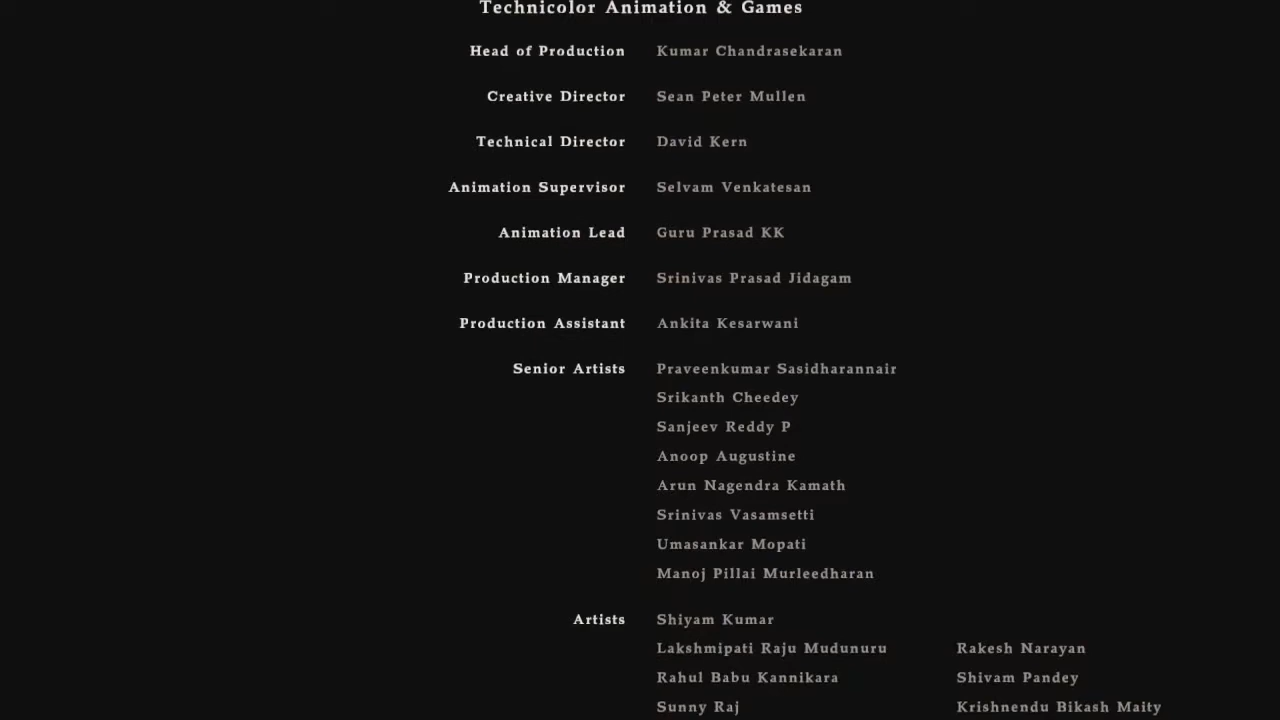 Technicolor Animation & Games
Head of Production Kumar Chandrasekaran
Creative Director Sean Peter Mullen
Technical Director David Kern
Animation Supervisor Selvam Venkatesan
Animation Lead Guru Prasad KK
Production Manager Srinivas Prasad Jidagam
Production Assistant Ankita Kesarwani
Senior Artists Praveenkumar Sasidharannair
Srikanth Cheedey
Sanjeev Reddy P
Anoop Augustine
Arun Nagendra Kamath
Srinivas Vasamsetti
Umasankar Mopati
Manoj Pillai Murleedharan
Artists Shiyam Kumar
Lakshmipati Raju Mudunuru Rakesh Narayan
Rahul Babu Kannikara Shivam Pandey
Sunny Raj Krishnendu Bikash Maity